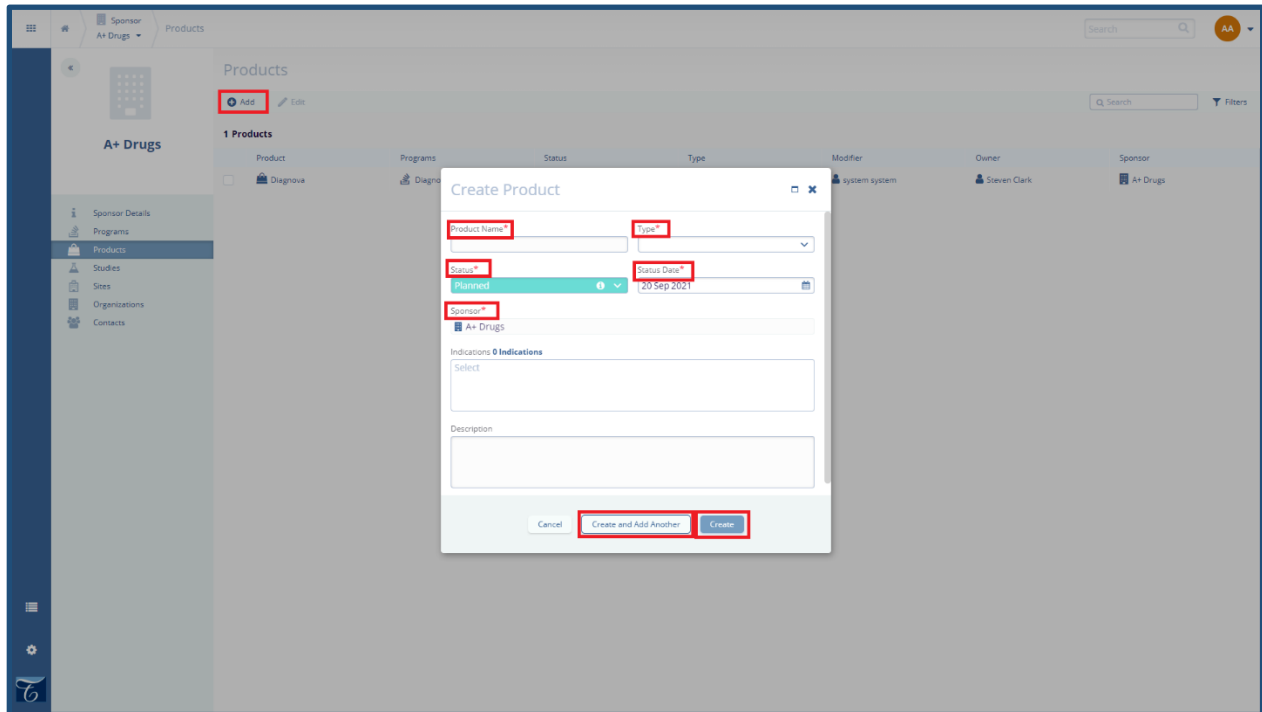 Sponsor
A+ Drugs
Products
Search
AA
Products
Add
Edit
Search
Filters
A+ Drugs
1 Products
Product Programs Status Type Modifier Owner Sponsor
Diagnova Diagno system system Steven Clark A+ Drugs
Sponsor Details
Programs
Products
Studies
Sites
Organizations
Contacts
Create Product
Product Name* Type*
Status* Status Date*
Planned 20 Sep 2021
Sponsor*
A+ Drugs
Indications 0 Indications
Select
Description
Cancel Create and Add Another Create